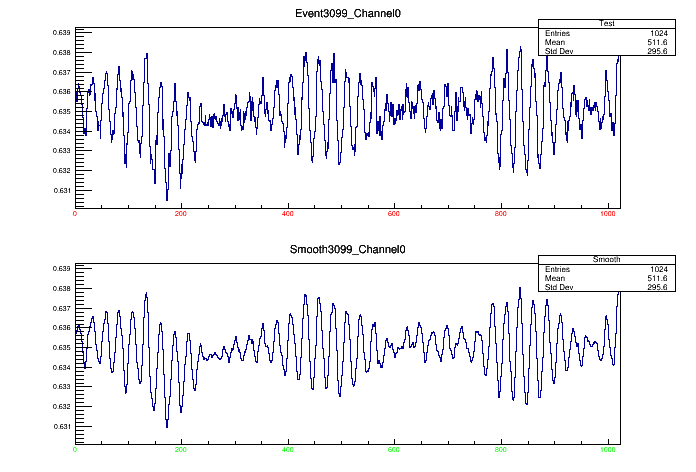 Event3099_Channel0
Test
Entries 1024
Mean 511.6
Std Dev 295.6
0.639
0.638
0.637
0.636
0.635
0.634
0.633
0.632
0.631
0 200 400 600 800 1000
Smooth3099_Channel0
Smooth
Entries 1024
Mean 511.6
Std Dev 295.6
0.639
0.638
0.637
0.636
0.635
0.634
0.633
0.632
0.631
0 200 400 600 800 1000